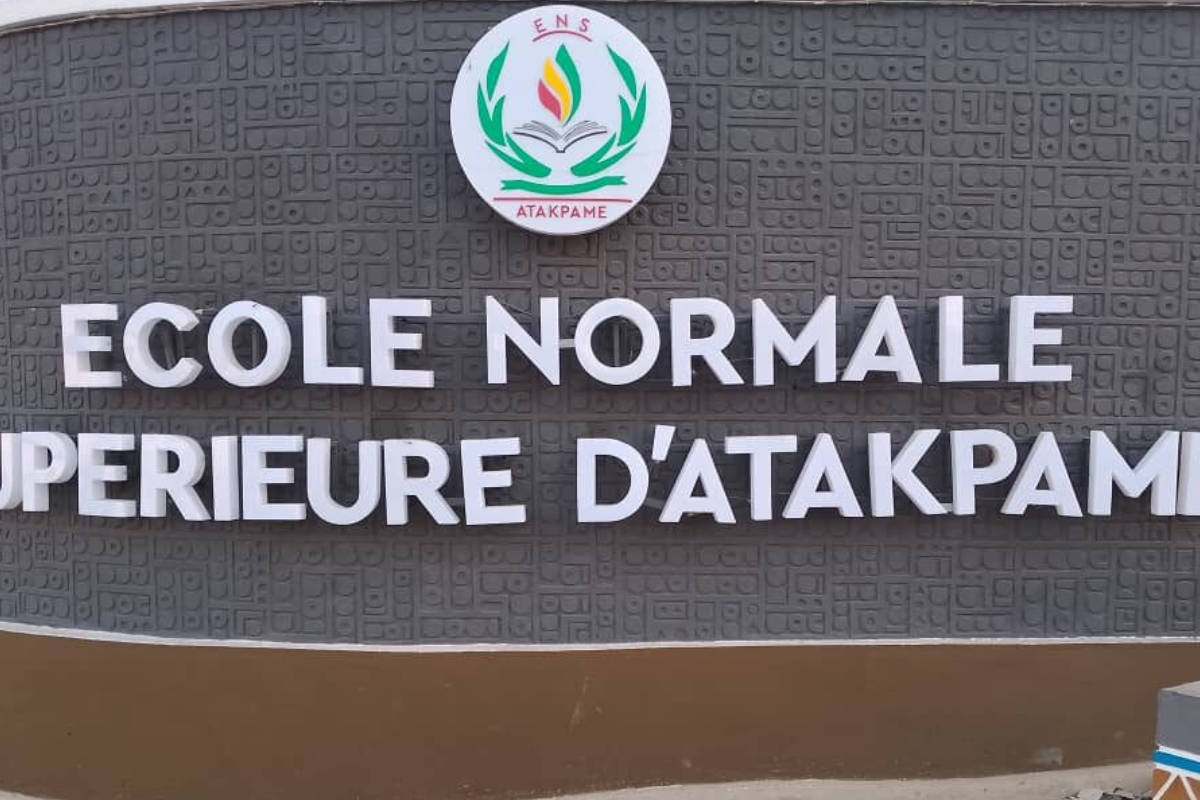 ENS
ATAKPAME
ECOLE NORMALE
UPERIEURE D'ATAKPAME